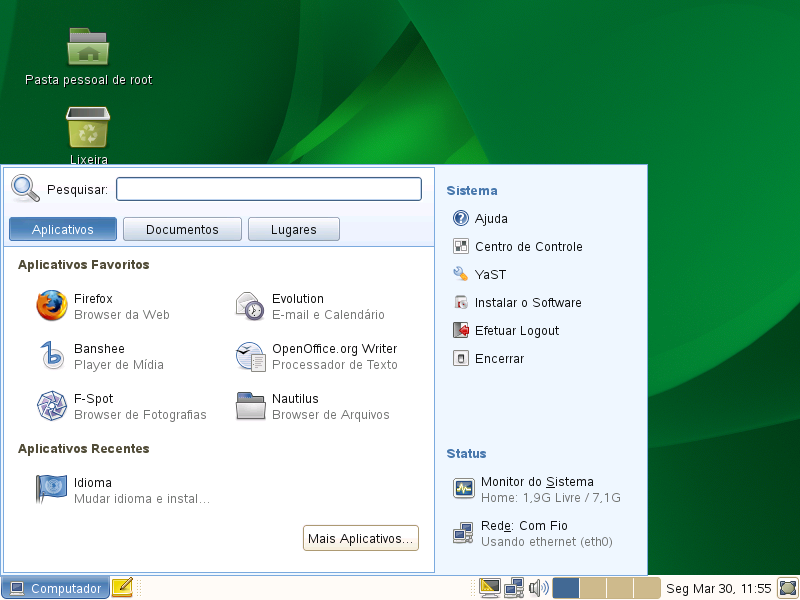 Pasta pessoal de root
Lixeira
Pesquisar:
Aplicativos
Documentos
Lugares
Aplicativos Favoritos
Firefox
Browser da Web
Evolution
E-mail e Calendário
Banshee
Player de Mídia
OpenOffice.org Writer
Processador de Texto
F-Spot
Browser de Fotografias
Nautilus
Browser de Arquivos
Aplicativos Recentes
Idioma
Mudar idioma e instal...
Mais Aplicativos...
Sistema
Ajuda
Centro de Controle
YaST
Instalar o Software
Efetuar Logout
Encerrar
Status
Monitor do Sistema
Home: 1,9G Livre / 7,1G
Rede: Com Fio
Usando ethernet (eth0)
Computador
Seg Mar 30, 11:55